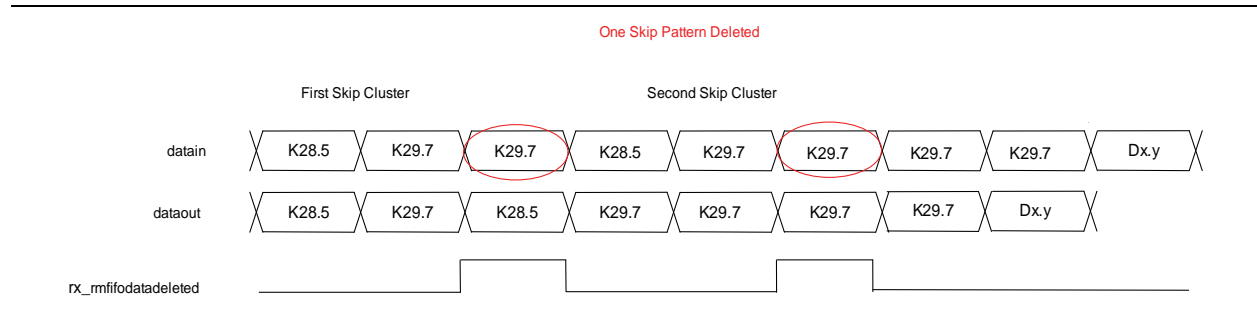 One Skip Pattern Deleted
First Skip Cluster Second Skip Cluster
datain K28.5 K29.7 K29.7 K28.5 K29.7 K29.7 K29.7 K29.7 Dx.y
dataout K28.5 K29.7 K28.5 K29.7 K29.7 K29.7 K29.7 Dx.y
rx_rmfifodatadeleted